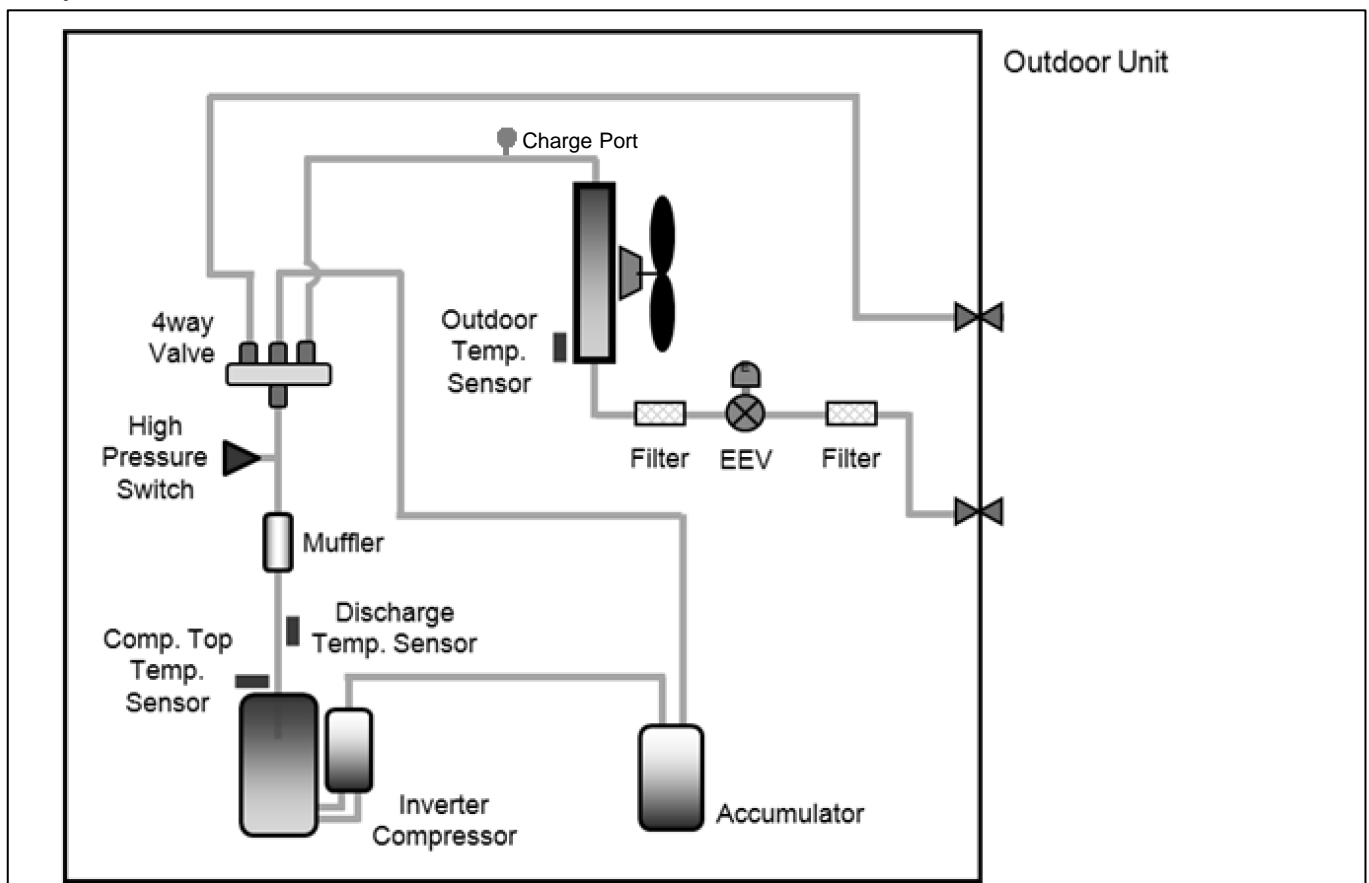 Outdoor Unit
Charge Port
4way
Valve
Outdoor
Temp.
Sensor
E
High
Pressure
Switch
Filter
EEV
Filter
Muffler
Discharge
Temp. Sensor
Comp. Top
Temp.
Sensor
Inverter
Compressor
Accumulator